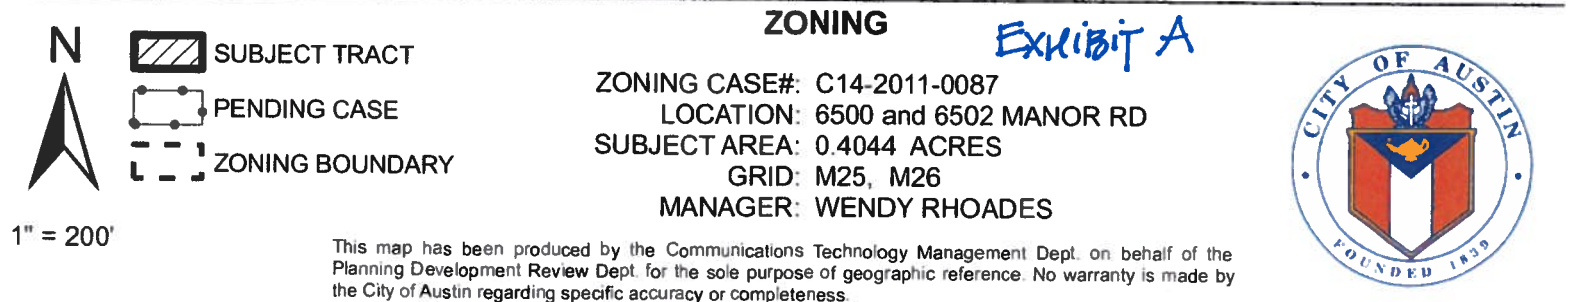 ZONING
EXHIBIT A
N
SUBJECT TRACT
PENDING CASE
ZONING BOUNDARY
1" = 200'
ZONING CASE#: C14-2011-0087
LOCATION: 6500 and 6502 MANOR RD
SUBJECT AREA: 0.4044 ACRES
GRID: M25, M26
MANAGER: WENDY RHOADES
This map has been produced by the Communications Technology Management Dept. on behalf of the
Planning Development Review Dept. for the sole purpose of geographic reference. No warranty is made by
the City of Austin regarding specific accuracy or completeness.
CITY OF AUSTIN
FOUNDED 1839